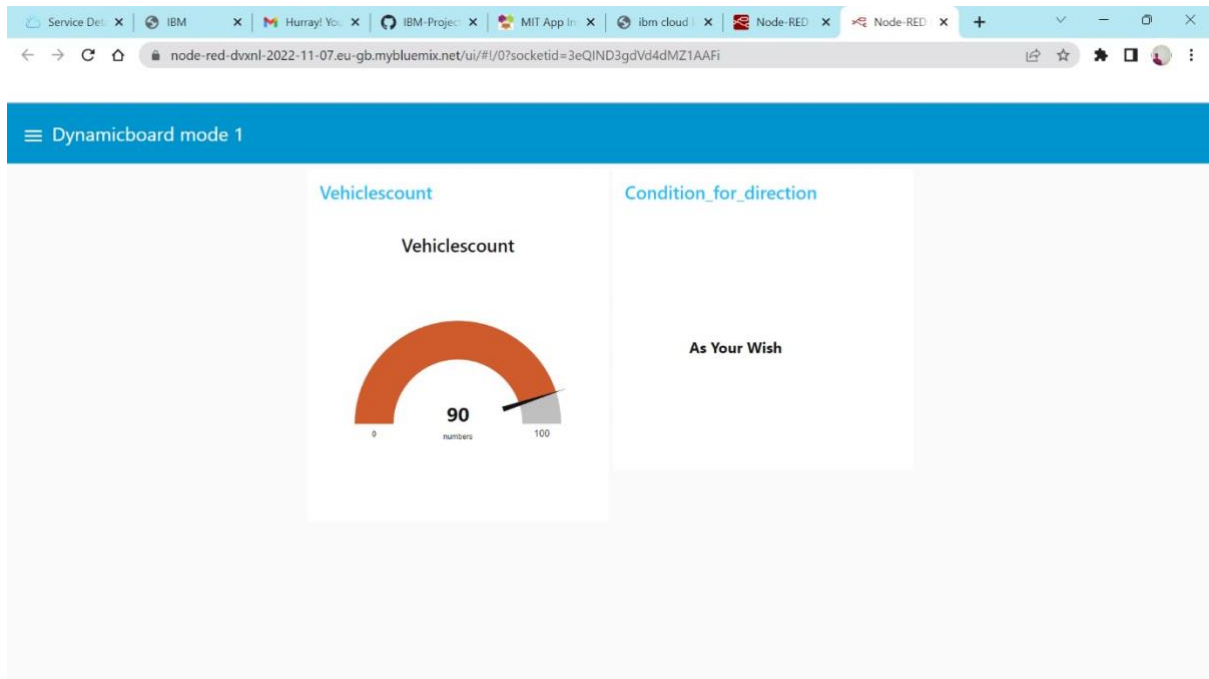 Service Det
IBM
Hurray! You
IBM-Projec
MIT App In
ibm cloud
Node-RED
Node-RED
node-red-dvxnl-2022-11-07.eu-gb.mybluemix.net/ui/#!/0?socketid=3eQIND3gdVd4dMZ1AAFi
Dynamicboard mode 1
Vehiclescount
Vehiclescount
90
numbers
0
100
Condition_for_direction
As Your Wish